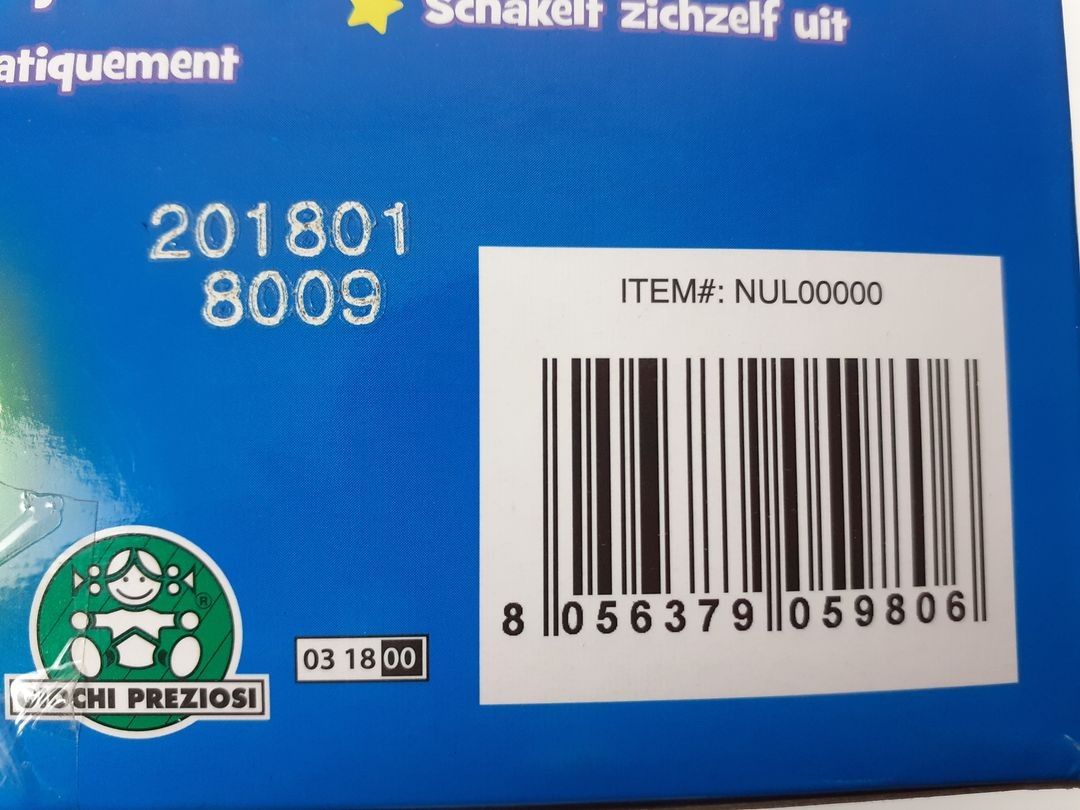 Schakelt zichzelf uit
atiquement
201801
8009
ITEM#: NUL00000
8 056379 059806
®
GIOCHI PREZIOSI
03 18 00